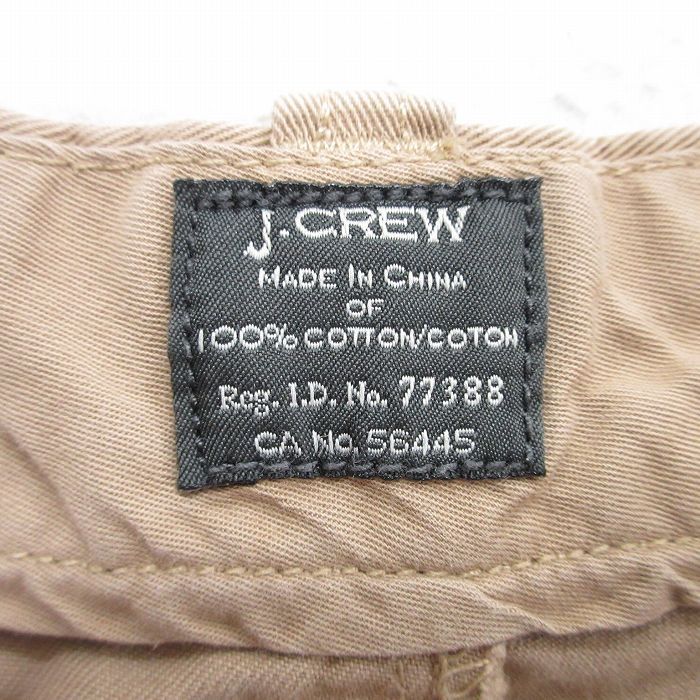 J.CREW
MADE IN CHINA
OF
100% COTTON/COTON
Reg. I.D. No. 77388
CA NO. 56445